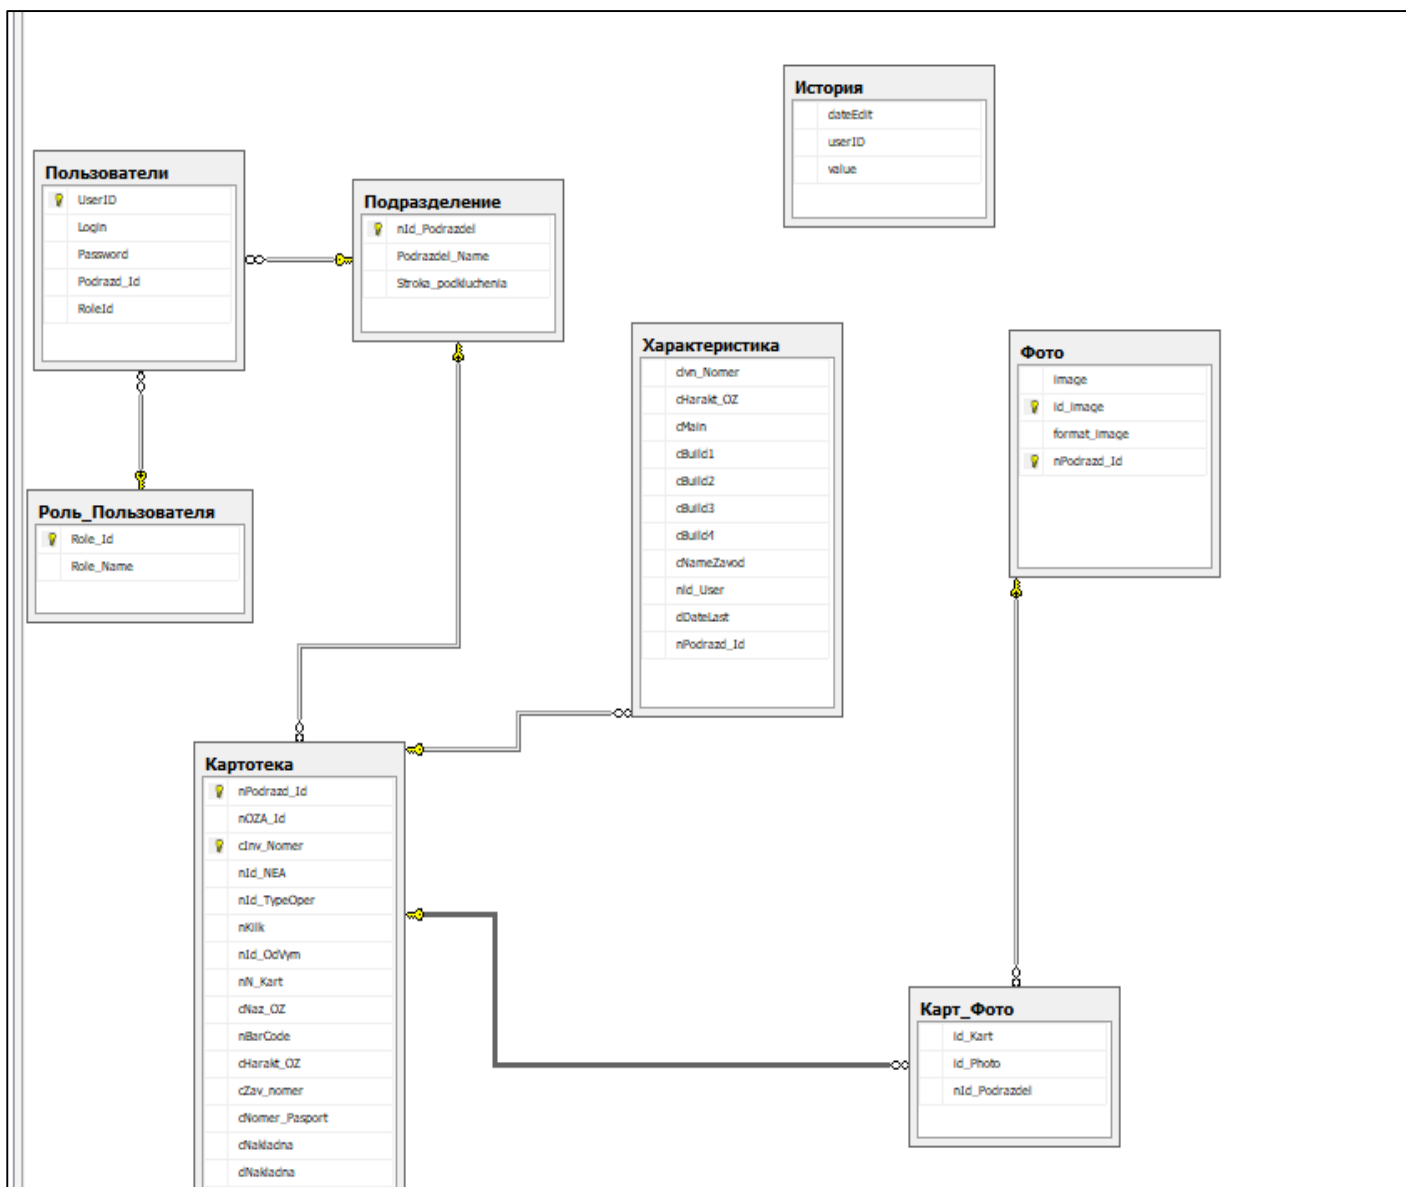 История
dateEdit
userID
value
Пользователи
UserID
Login
Password
Podrazd_Id
RoleId
Подразделение
nId_Podrazdel
Podrazdel_Name
Stroka_podkluchenia
Роль_Пользователя
Role_Id
Role_Name
Характеристика
cIvn_Nomer
cHarakt_OZ
cMain
cBuild1
cBuild2
cBuild3
cBuild4
cNameZavod
nId_User
dDateLast
nPodrazd_Id
Фото
Image
id_image
format_image
nPodrazd_Id
Картотека
nPodrazd_Id
nOZA_Id
cInv_Nomer
nId_NEA
nId_TypeOper
nKilk
nId_OdVym
nN_Kart
cNaz_OZ
nBarCode
cHarakt_OZ
cZav_nomer
cNomer_Pasport
cNakladna
dNakladna
Карт_Фото
id_Kart
id_Photo
nId_Podrazdel